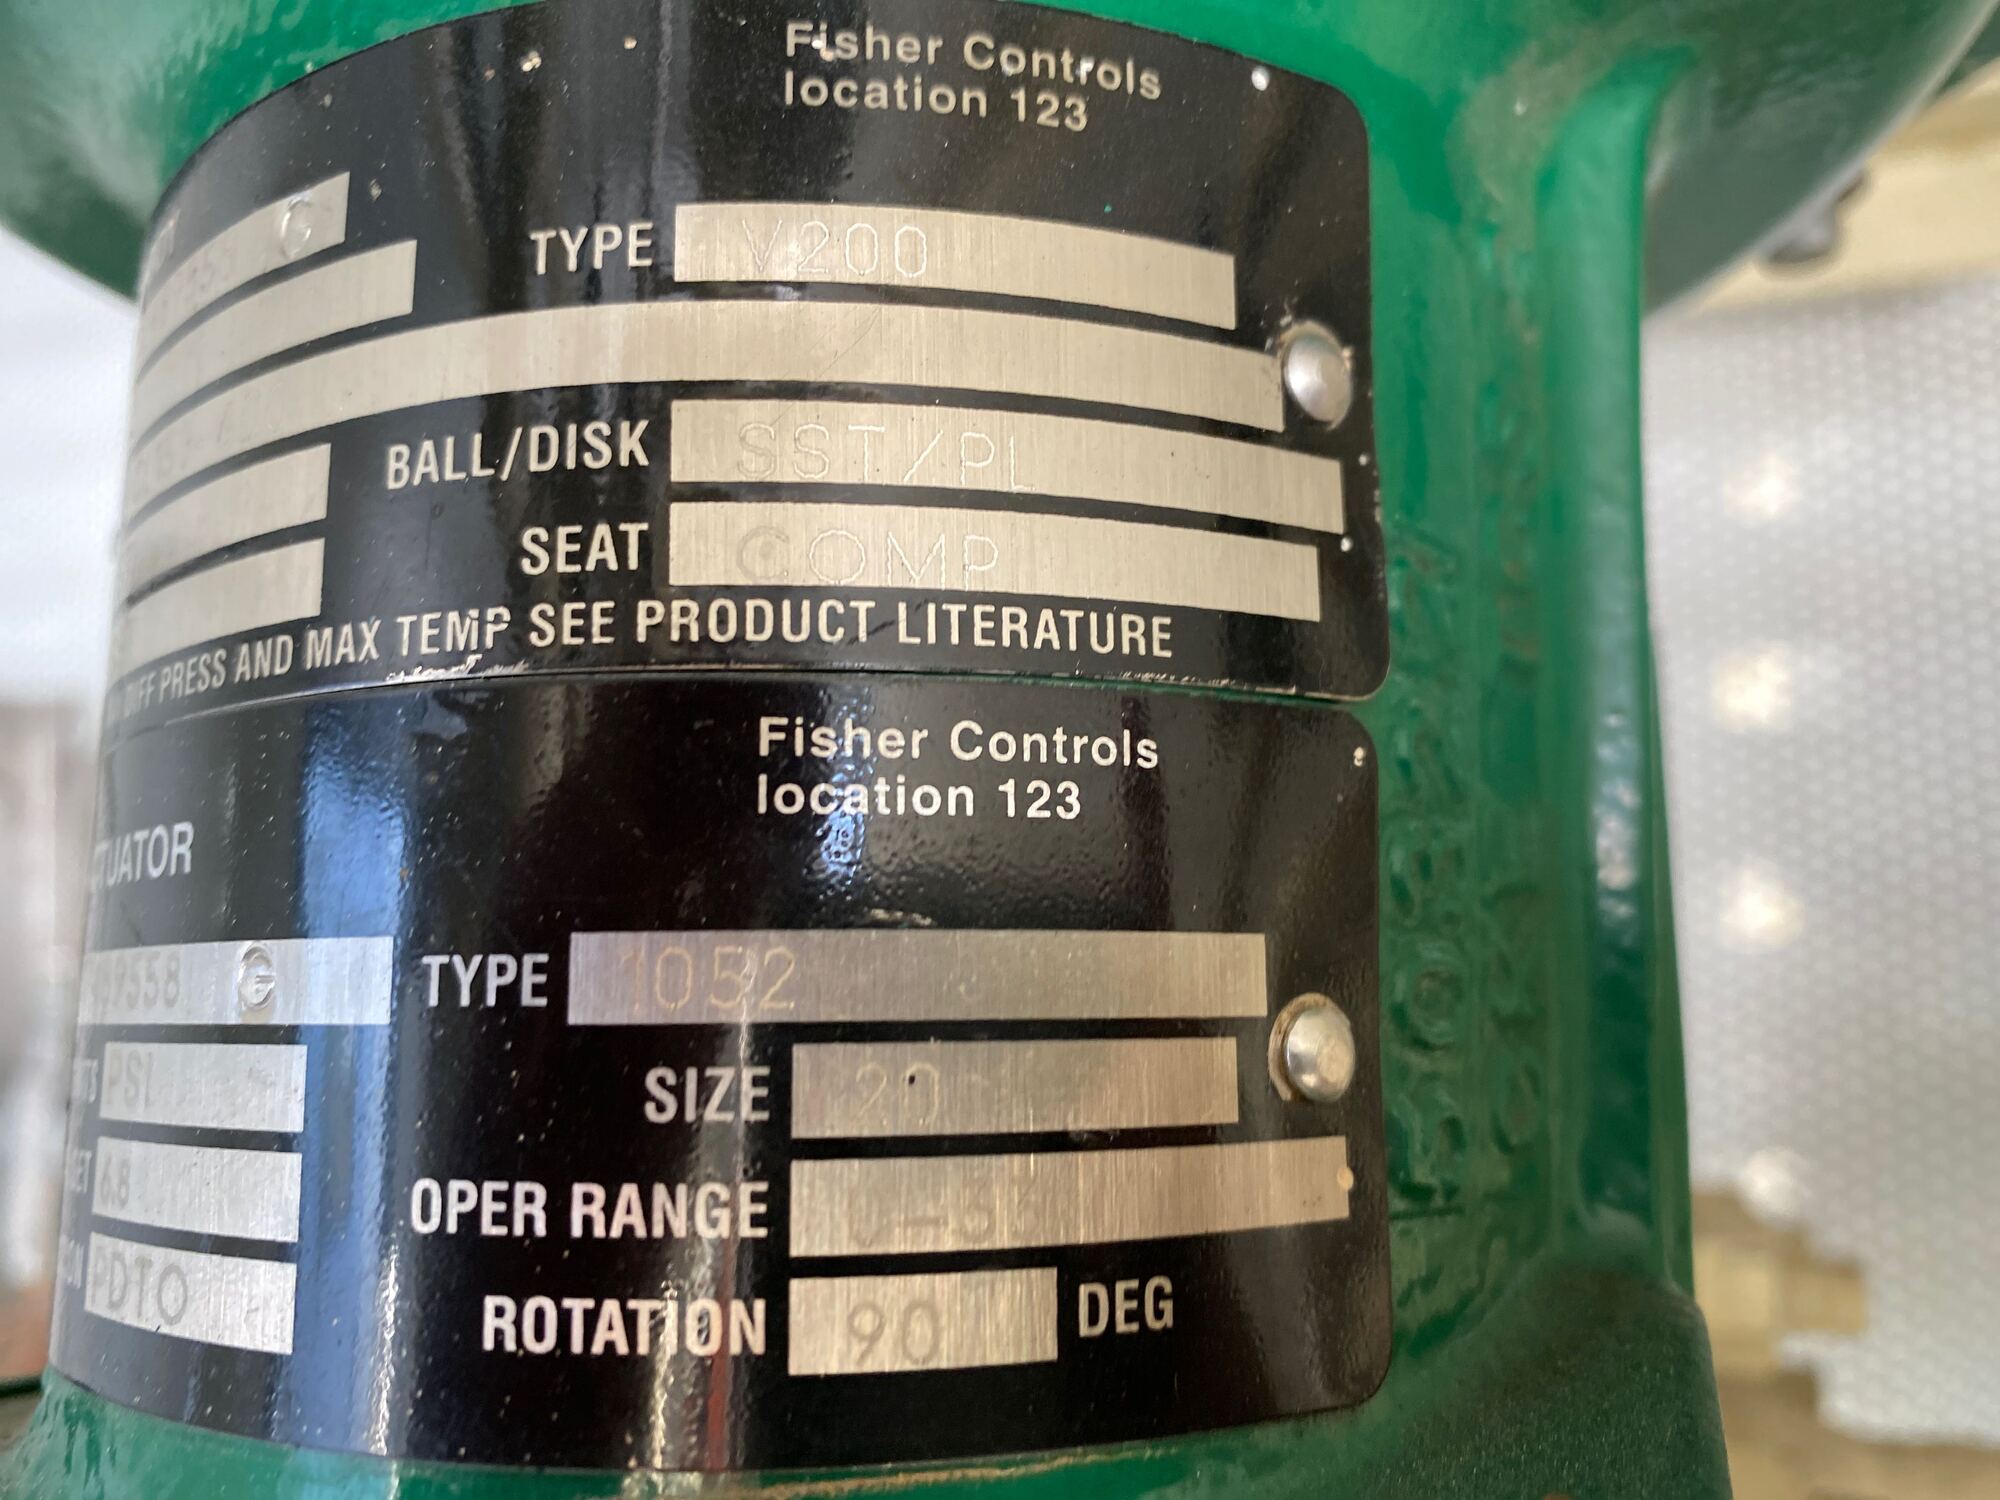 Fisher Controls
location 123
G
TYPE V200
BALL/DISK SST/PL
SEAT COMP
DIFF PRESS AND MAX TEMP SEE PRODUCT LITERATURE
Fisher Controls
location 123
TYPE 1052
PSI SIZE 20
6.8 OPER RANGE
PDTO ROTATION 90 DEG